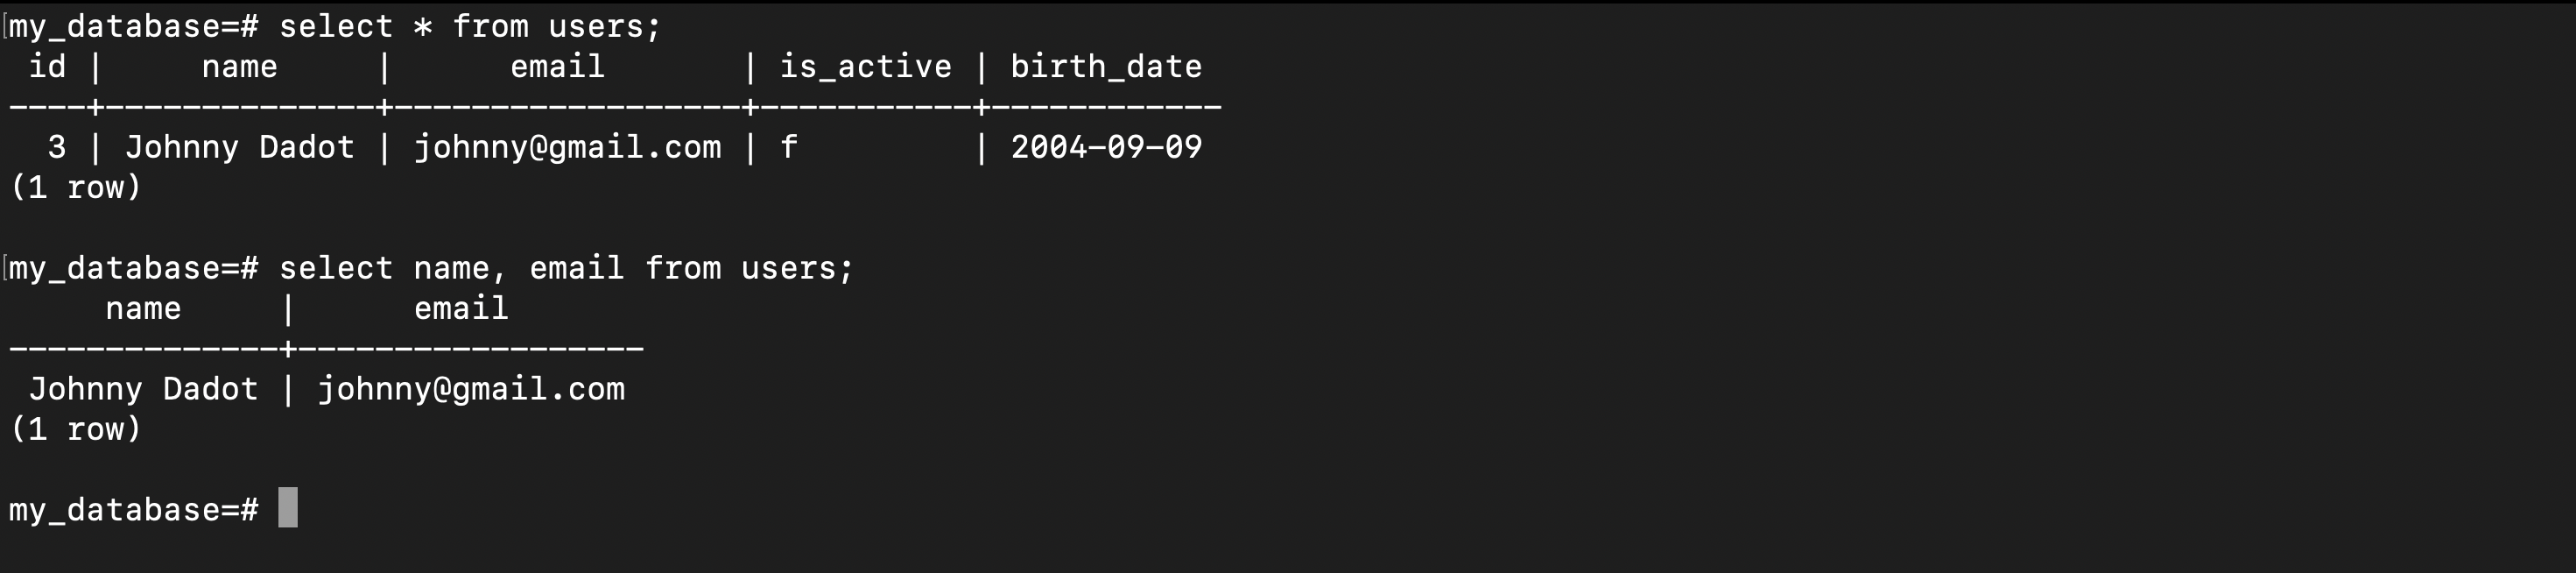 my_database=# select * from users;
 id |     name     |      email       | is_active | birth_date
----+--------------+------------------+-----------+------------
  3 | Johnny Dadot | johnny@gmail.com | f         | 2004-09-09
(1 row)
my_database=# select name, email from users;
     name     |      email
--------------+------------------
 Johnny Dadot | johnny@gmail.com
(1 row)
my_database=#